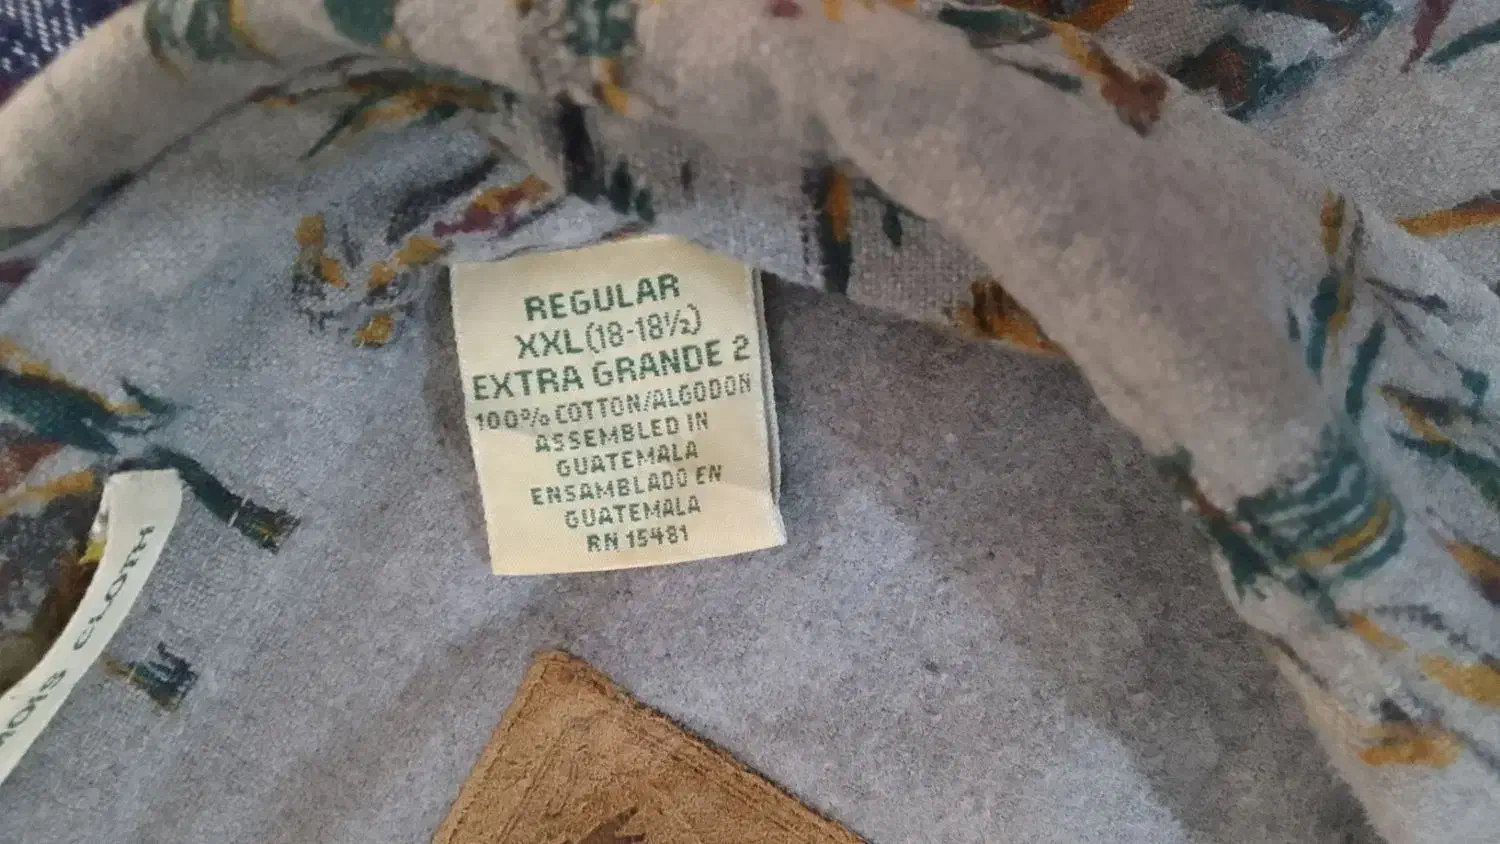 REGULAR
XXL (18-18½)
EXTRA GRANDE 2
100% COTTON/ALGODON
ASSEMBLED IN
GUATEMALA
ENSAMBLADO EN
GUATEMALA
RN 15481
CLOTH